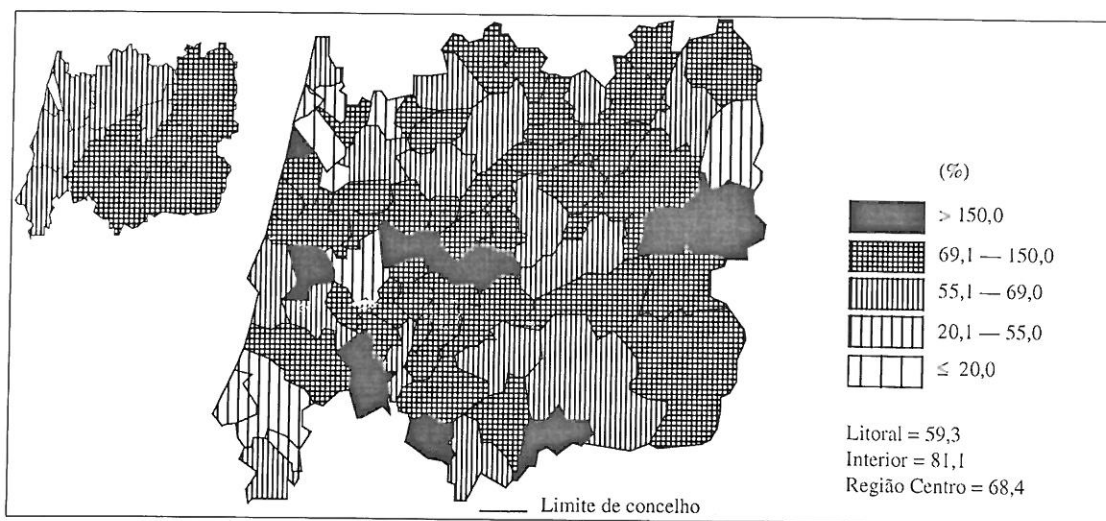 (%)
> 150,0
69,1 — 150,0
55,1 — 69,0
20,1 — 55,0
≤ 20,0
Litoral = 59,3
Interior = 81,1
Região Centro = 68,4
Limite de concelho